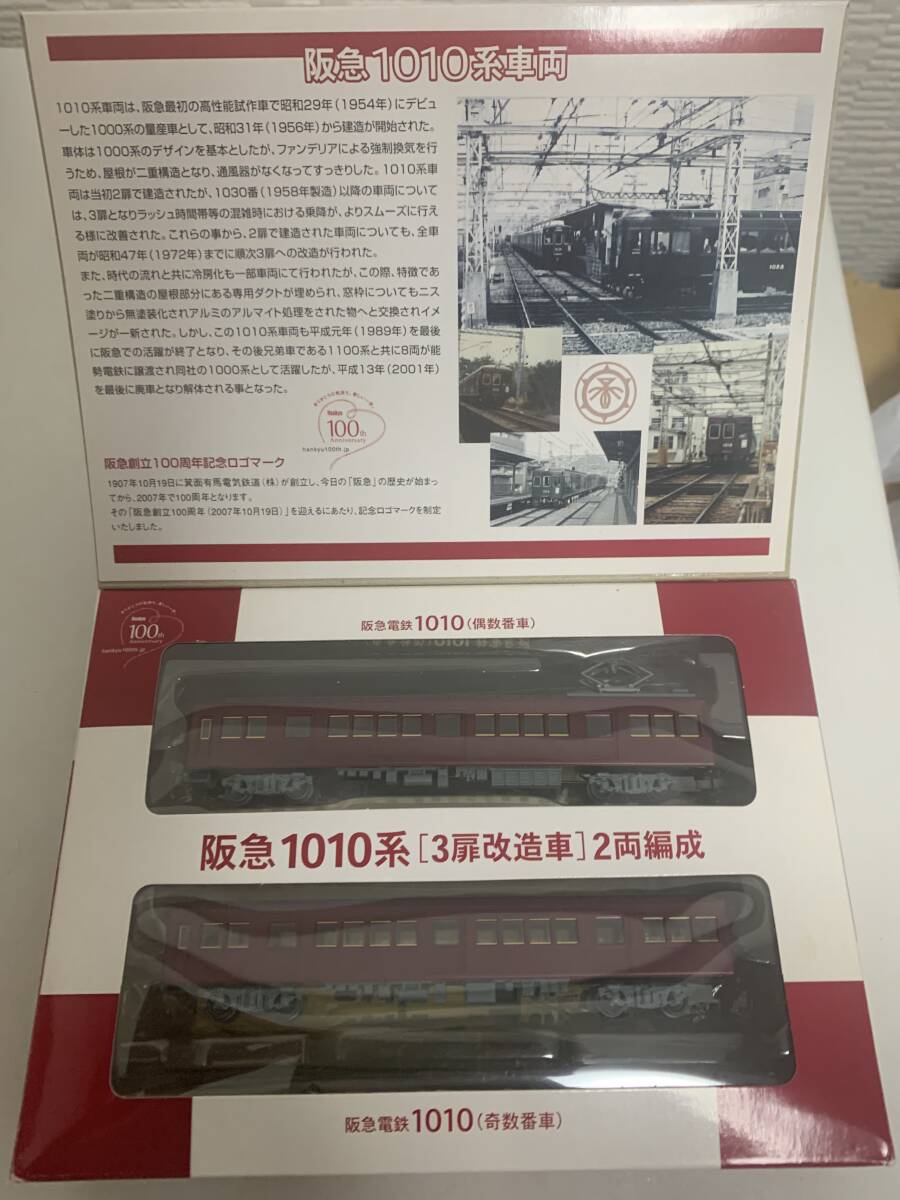 阪急1010系車両
1010系車両は、阪急最初の高性能試作車で昭和29年(1954年)にデビュ
ーした1000系の量産車として、昭和31年(1956年)から建造が開始された。
車体は1000系のデザインを基本としたが、ファンデリアによる強制換気を行
うため、屋根が二重構造となり、通風器がなくなってすっきりした。1010系車
両は当初2扉で建造されたが、1030番(1958年製造)以降の車両について
は、3扉となりラッシュ時間帯等の混雑時における乗降が、よりスムーズに行え
る様に改善された。これらの事から、2扉で建造された車両についても、全車
両が昭和47年(1972年)までに順次3扉への改造が行われた。
また、時代の流れと共に冷房化も一部車両にて行われたが、この際、特徴であ
った二重構造の屋根部分にある専用ダクトが埋められ、窓枠についてもニス
塗りから無塗装化されアルミのアルマイト処理をされた物へと交換されイメ
ージが一新された。しかし、この1010系車両も平成元年(1989年)を最後
に阪急での活躍が終了となり、その後兄弟車である1100系と共に8両が能
勢電鉄に譲渡され同社の1000系として活躍したが、平成13年(2001年)
を最後に廃車となり解体される事となった。
Hankyu
100th
Anniversary
hankyu100th.jp
阪急創立100周年記念ロゴマーク
1907年10月19日に箕面有馬電気鉄道(株)が創立し、今日の「阪急」の歴史が始まっ
てから、2007年で100周年となります。
その「阪急創立100周年(2007年10月19日)」を迎えるにあたり、記念ロゴマークを制定
いたしました。
Hankyu
100th
Anniversary
hankyu100th.jp
阪急電鉄1010(偶数番車)
阪急1010系[3扉改造車]2両編成
阪急電鉄1010(奇数番車)